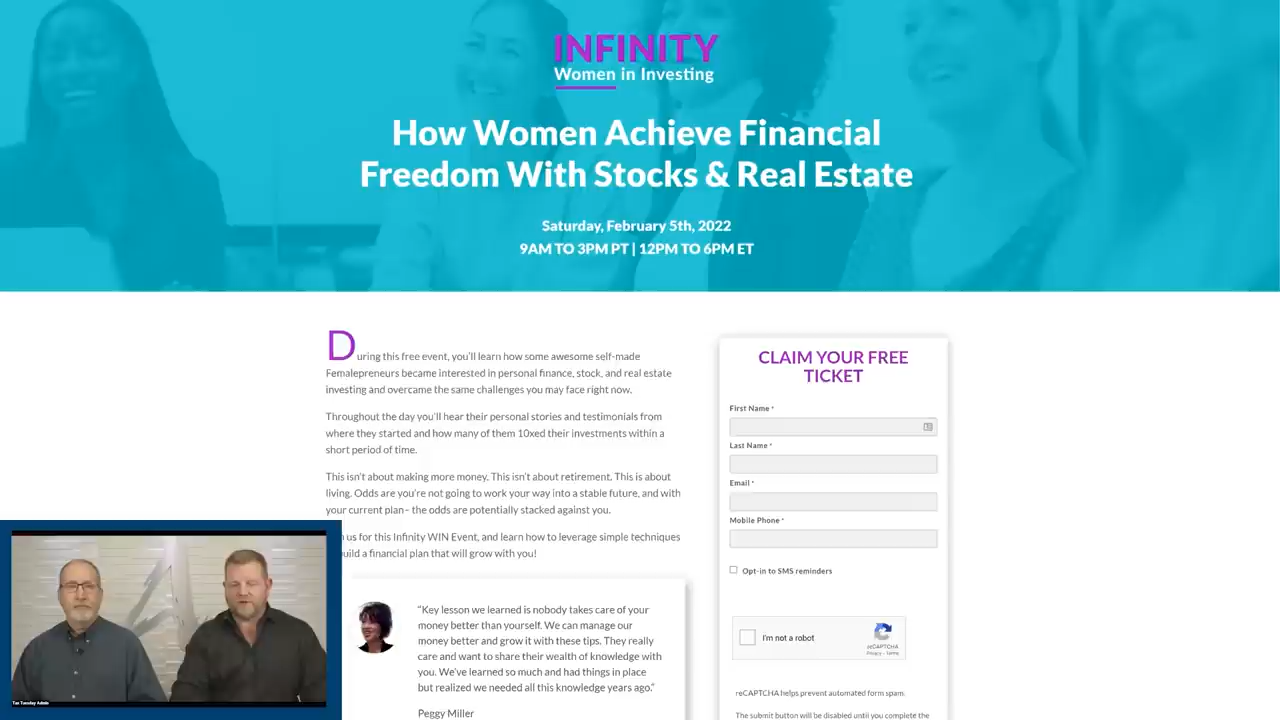 INFINITY
Women in Investing
How Women Achieve Financial
Freedom With Stocks & Real Estate
Saturday, February 5th, 2022
9AM TO 3PM PT | 12PM TO 6PM ET
During this free event, you'll learn how some awesome self-made
Femalepreneurs became interested in personal finance, stock, and real estate
investing and overcame the same challenges you may face right now.
Throughout the day you'll hear their personal stories and testimonials from
where they started and how many of them 10xed their investments within a
short period of time.
This isn't about making more money. This isn't about retirement. This is about
living. Odds are you're not going to work your way into a stable future, and with
your current plan– the odds are potentially stacked against you.
us for this Infinity WIN Event, and learn how to leverage simple techniques
build a financial plan that will grow with you!
"Key lesson we learned is nobody takes care of your
money better than yourself. We can manage our
money better and grow it with these tips. They really
care and want to share their wealth of knowledge with
you. We've learned so much and had things in place
but realized we needed all this knowledge years ago."
Peggy Miller
CLAIM YOUR FREE
TICKET
First Name *
Last Name *
Email *
Mobile Phone *
Opt-in to SMS reminders
I'm not a robot
reCAPTCHA
Privacy - Terms
reCAPTCHA helps prevent automated form spam.
The submit button will be disabled until you complete the
Tax Tuesday Admin